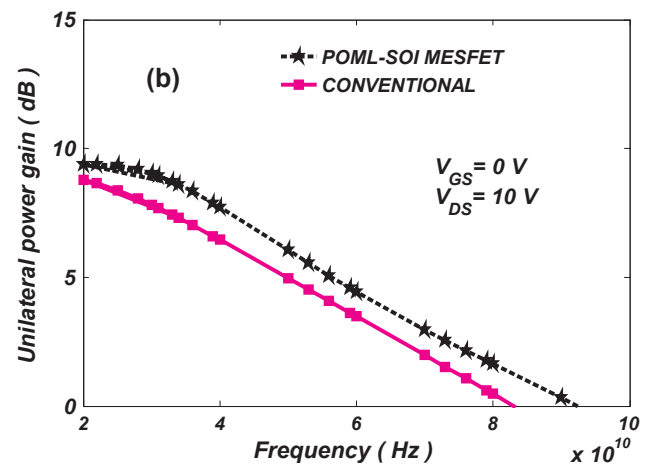 15
10
5
0
Unilateral power gain ( dB )
(b)
POML-SOI MESFET
CONVENTIONAL
V_GS = 0 V
V_DS = 10 V
2 4 6 8 10
x 10^10
Frequency ( Hz )